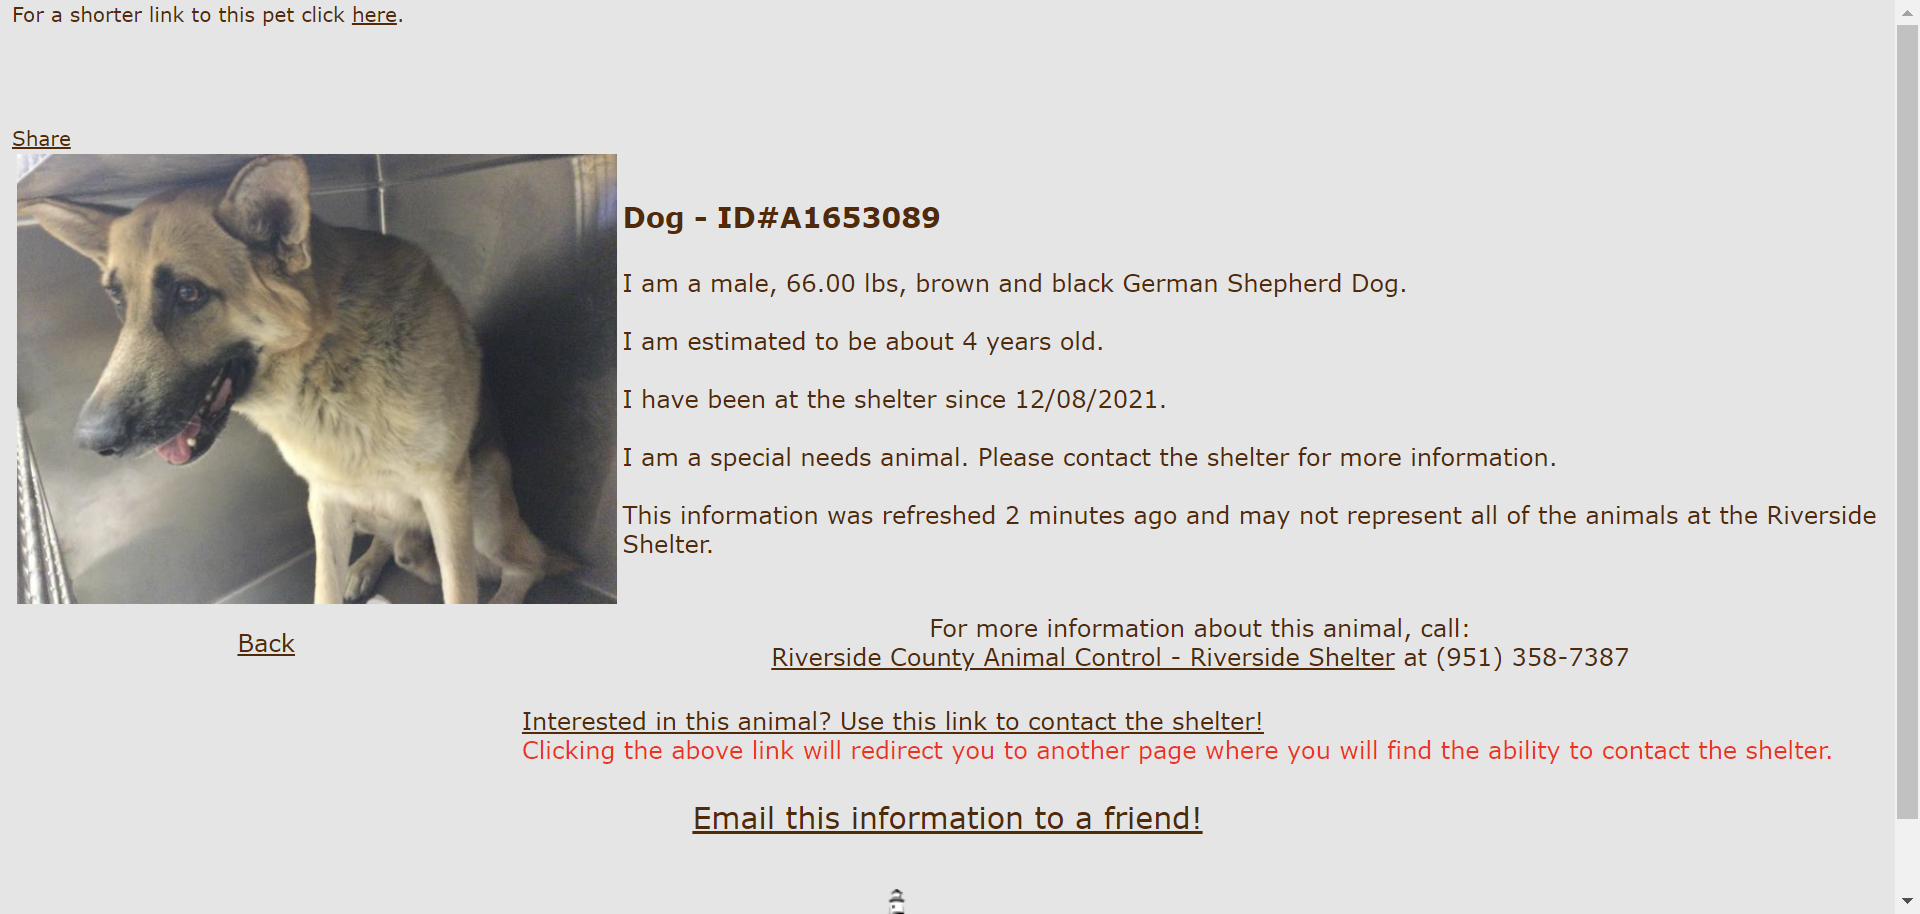 For a shorter link to this pet click here.
Share
Dog - ID#A1653089
I am a male, 66.00 lbs, brown and black German Shepherd Dog.
I am estimated to be about 4 years old.
I have been at the shelter since 12/08/2021.
I am a special needs animal. Please contact the shelter for more information.
This information was refreshed 2 minutes ago and may not represent all of the animals at the Riverside
Shelter.
Back
For more information about this animal, call:
Riverside County Animal Control - Riverside Shelter at (951) 358-7387
Interested in this animal? Use this link to contact the shelter!
Clicking the above link will redirect you to another page where you will find the ability to contact the shelter.
Email this information to a friend!